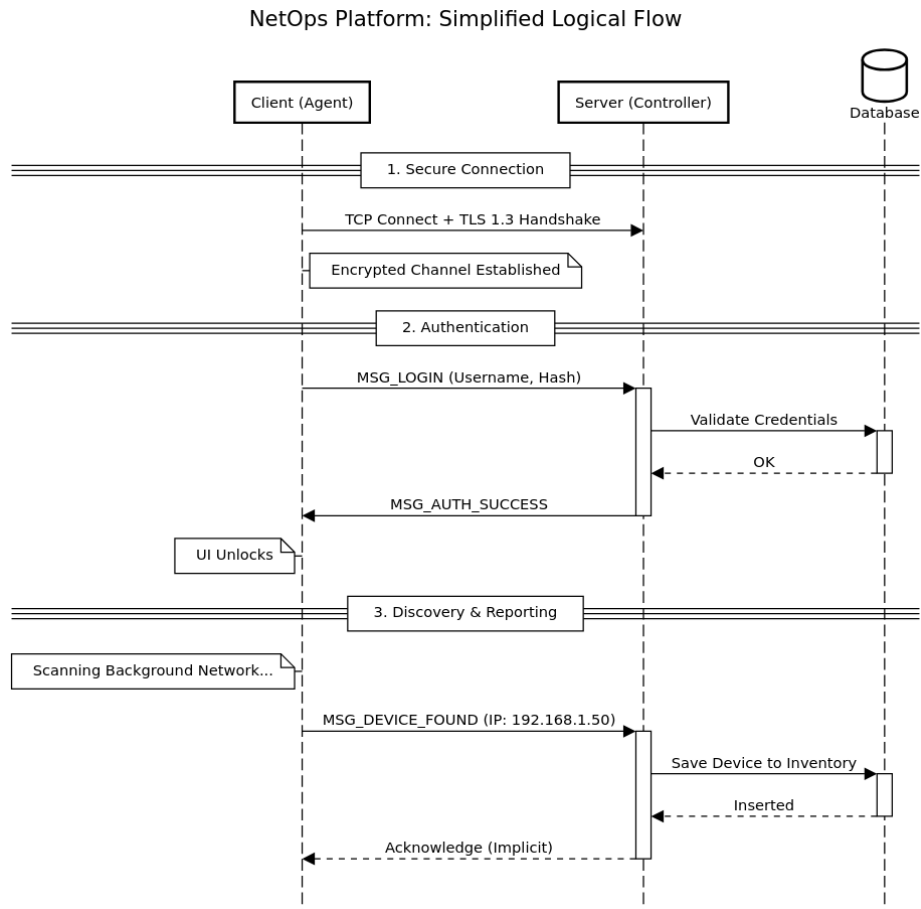 NetOps Platform: Simplified Logical Flow
Client (Agent)
Server (Controller)
Database
1. Secure Connection
TCP Connect + TLS 1.3 Handshake
Encrypted Channel Established
2. Authentication
MSG_LOGIN (Username, Hash)
Validate Credentials
OK
MSG_AUTH_SUCCESS
UI Unlocks
3. Discovery & Reporting
Scanning Background Network...
MSG_DEVICE_FOUND (IP: 192.168.1.50)
Save Device to Inventory
Inserted
Acknowledge (Implicit)